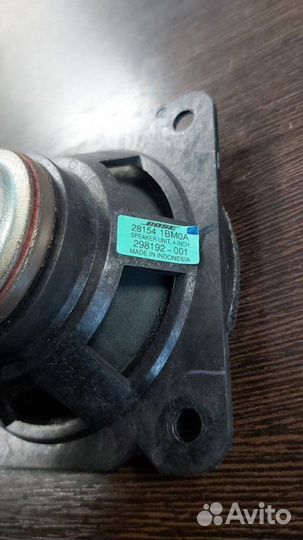 BOSE
28154 1BM0A
SPEAKER UNIT, 4 INCH
298192-001
MADE IN INDONESIA
Avito